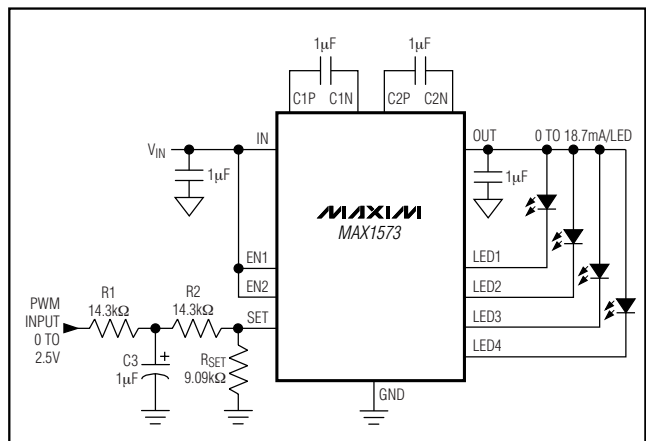 1μF
1μF
C1P C1N C2P C2N
VIN IN OUT 0 TO 18.7mA/LED
1μF
1μF
MAXIM
MAX1573
EN1 LED1
EN2 LED2
PWM
INPUT
0 TO
2.5V
R1
14.3kΩ
R2
14.3kΩ
SET LED3
C3
1μF
+
RSET
9.09kΩ
LED4
GND